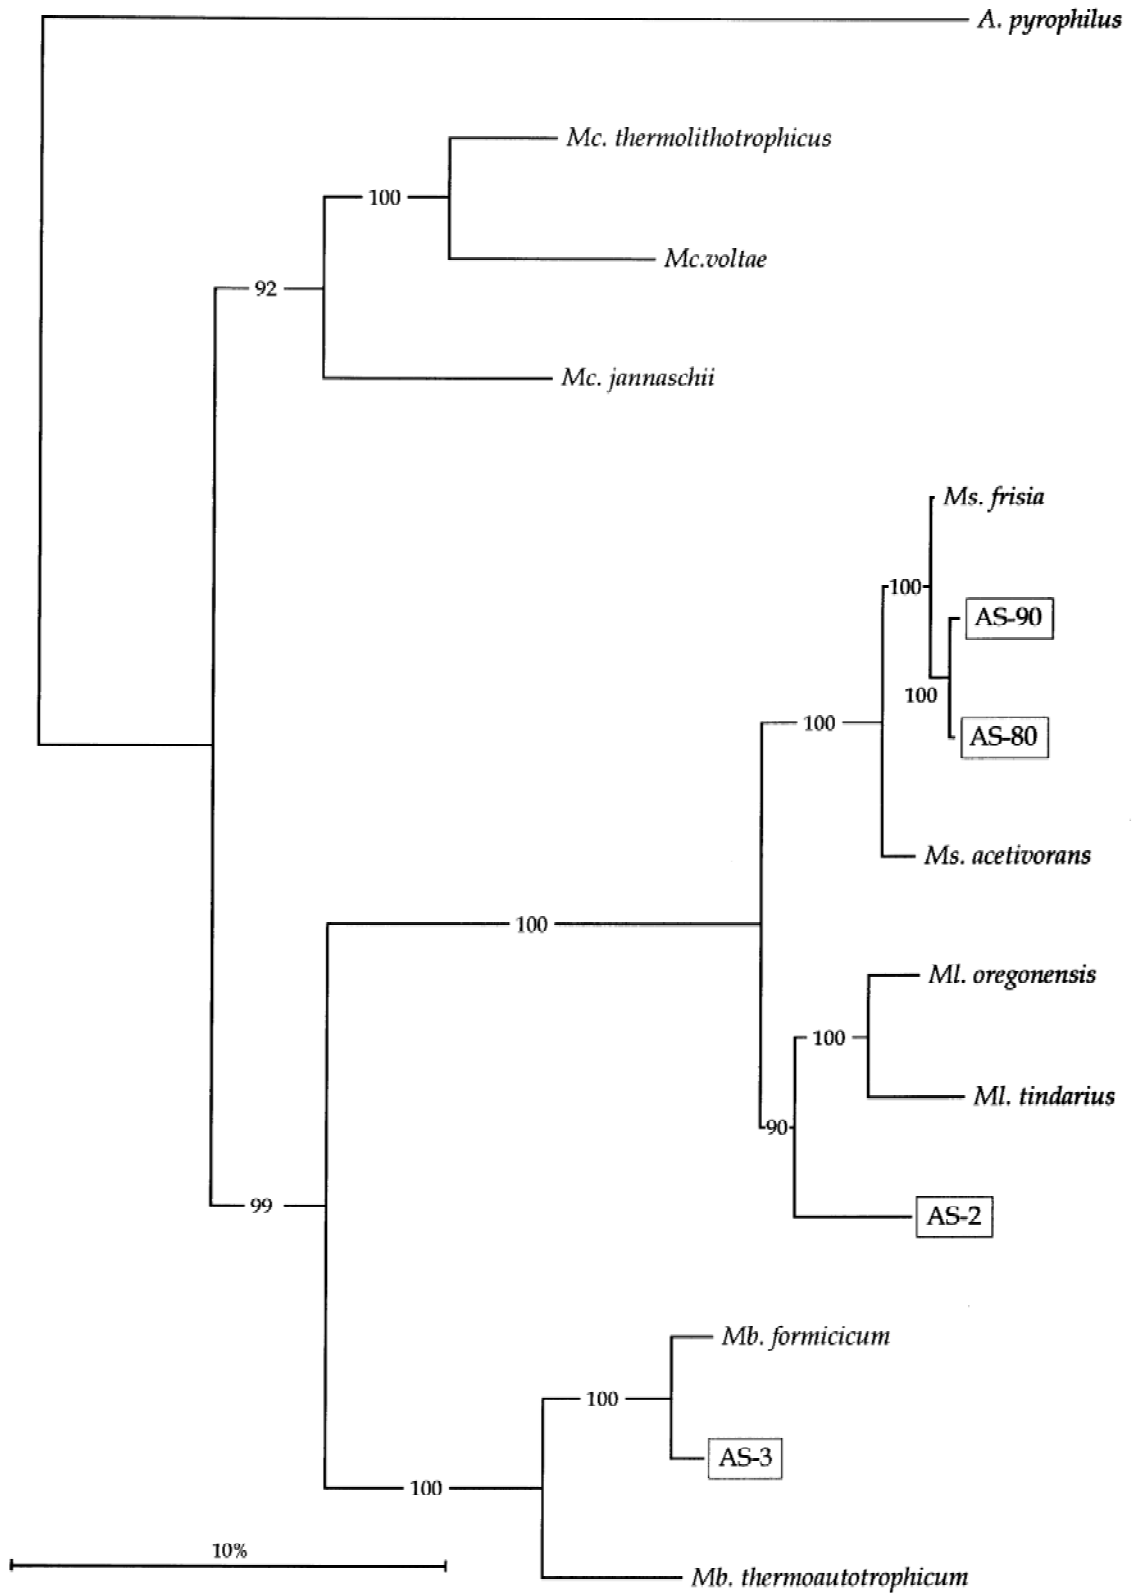 A. pyrophilus
Mc. thermolithotrophicus
100
Mc.voltae
92
Mc. jannaschii
Ms. frisia
100
AS-90
100
100
AS-80
Ms. acetivorans
100
Ml. oregonensis
100
Ml. tindarius
90
99
AS-2
Mb. formicicum
100
AS-3
100
10%
Mb. thermoautotrophicum